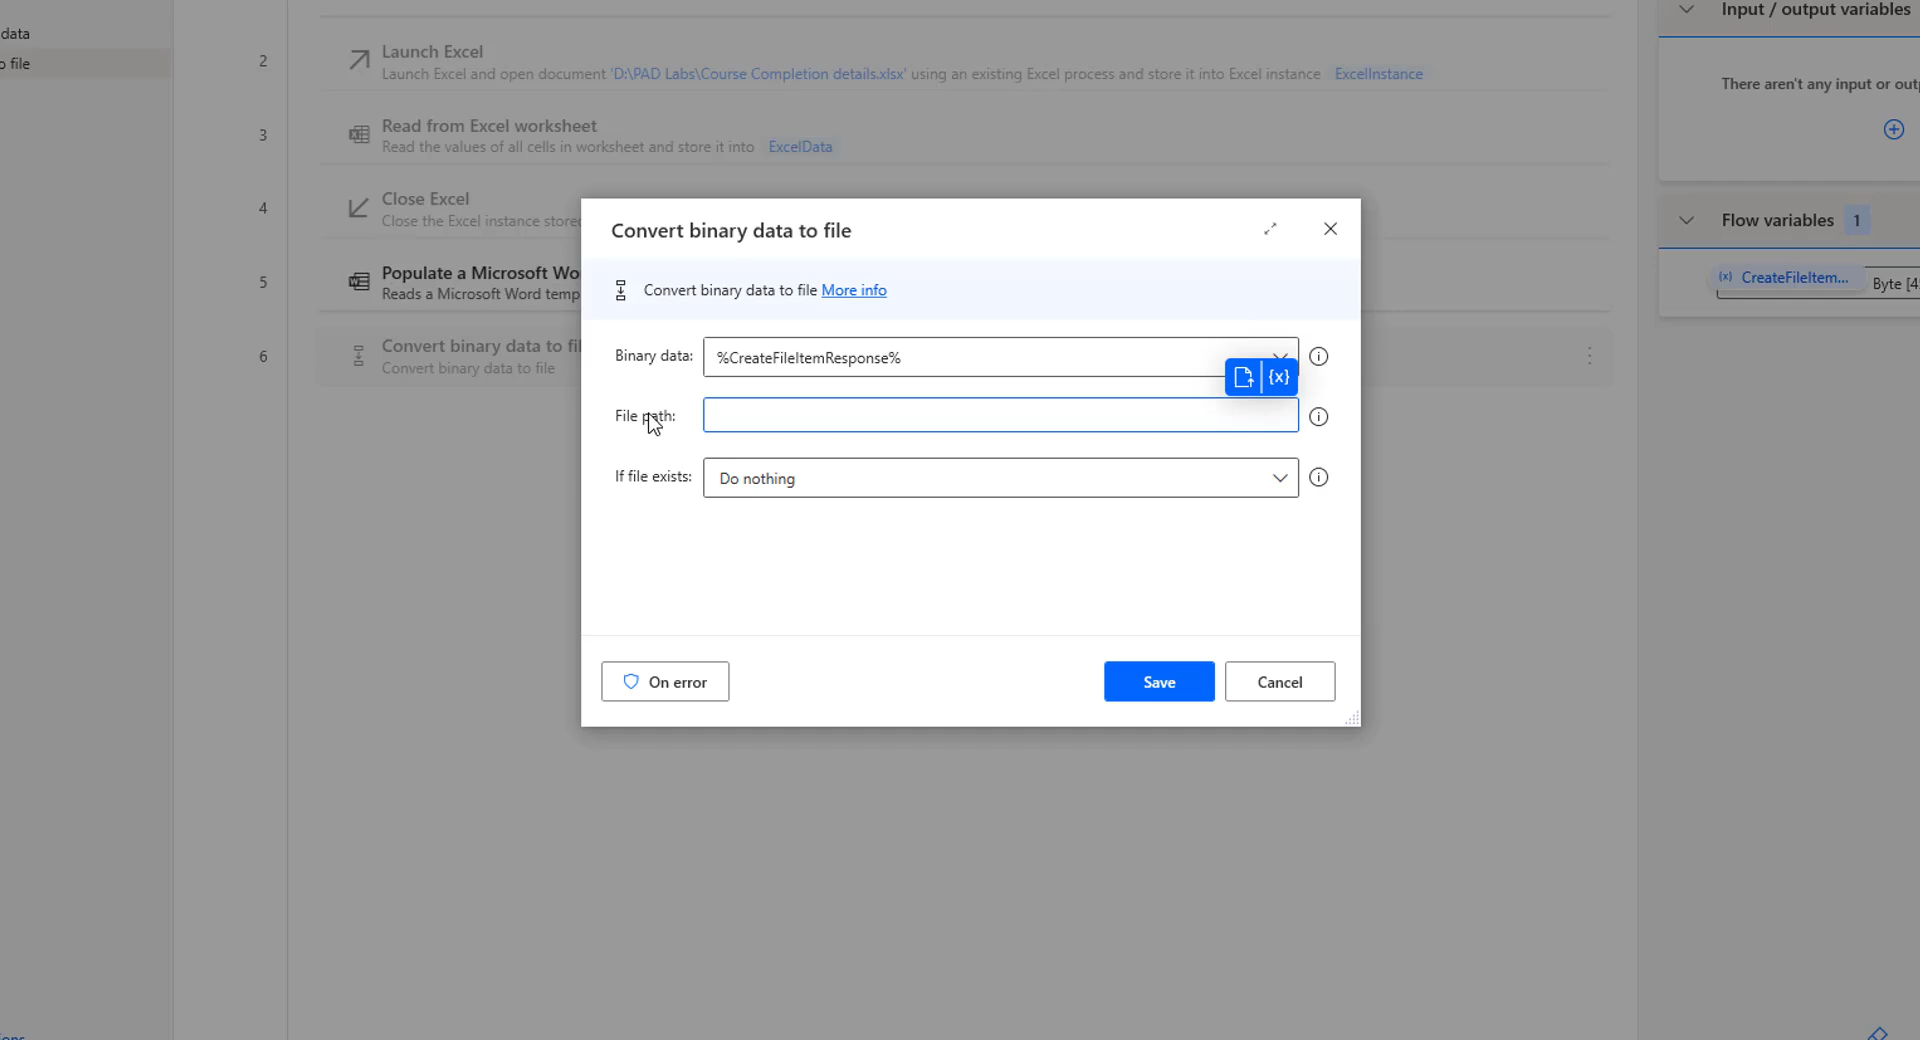 data
o file
2
Launch Excel
Launch Excel and open document 'D:\PAD Labs\Course Completion details.xlsx' using an existing Excel process and store it into Excel instance ExcelInstance
3
Read from Excel worksheet
Read the values of all cells in worksheet and store it into ExcelData
4
Close Excel
Close the Excel instance store
5
Populate a Microsoft Wo
Reads a Microsoft Word temp
6
Convert binary data to fil
Convert binary data to file
Convert binary data to file
Convert binary data to file More info
Binary data:
%CreateFileItemResponse%
{x}
File path:
If file exists:
Do nothing
On error
Save
Cancel
Input / output variables
There aren't any input or out
Flow variables 1
(x) CreateFileItem...
Byte [4